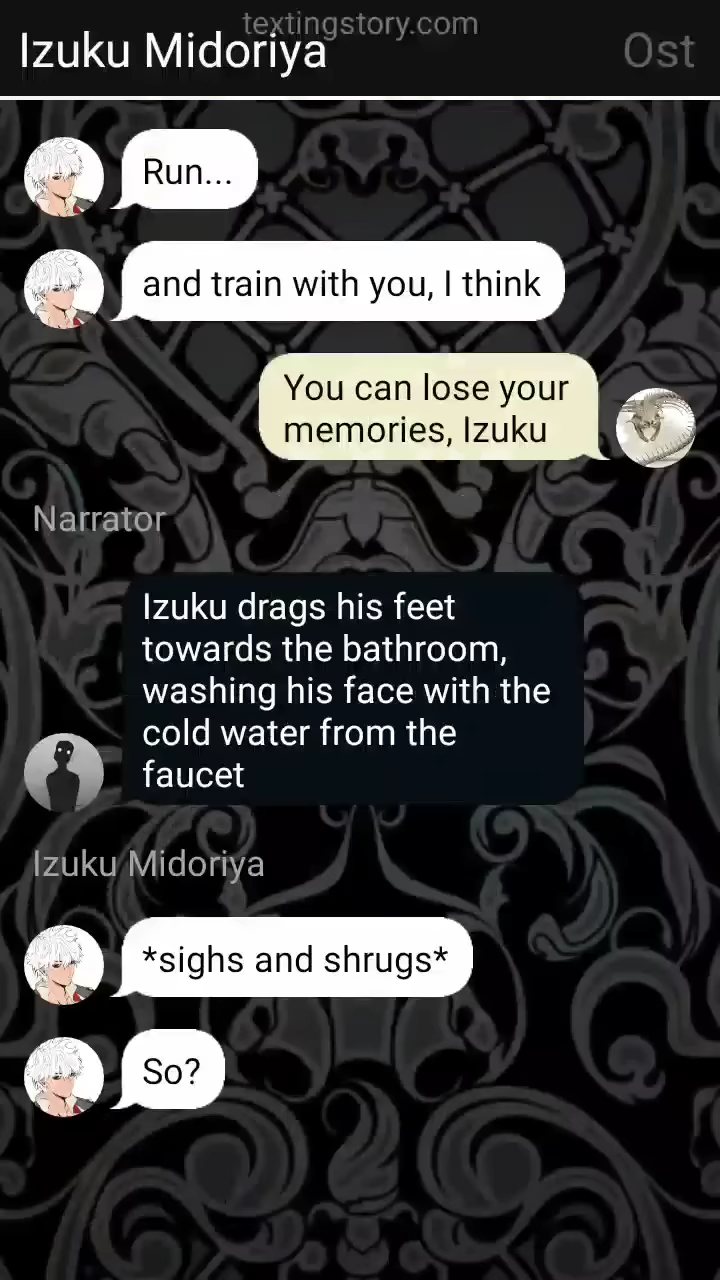 textingstory.com
Izuku Midoriya
Ost
Run...
and train with you, I think
You can lose your
memories, Izuku
Narrator
Izuku drags his feet
towards the bathroom,
washing his face with the
cold water from the
faucet
Izuku Midoriya
*sighs and shrugs*
So?